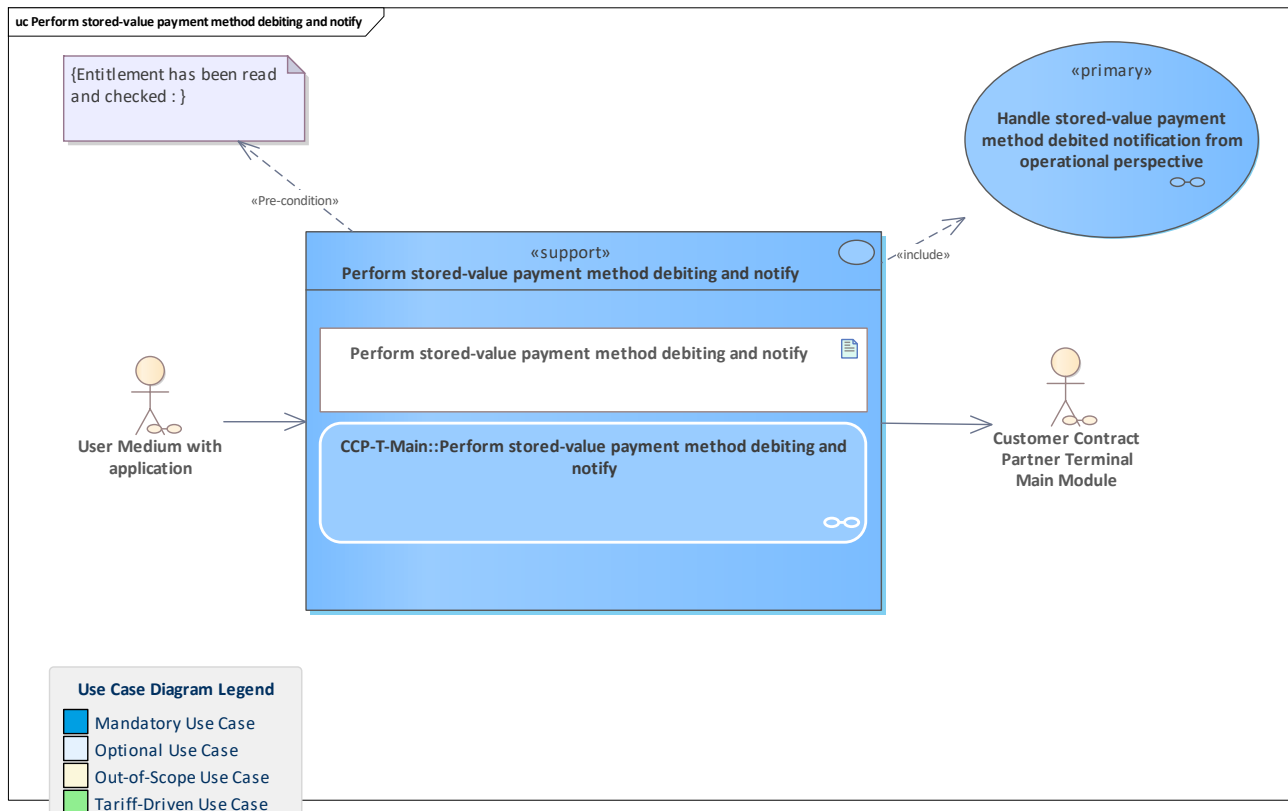 uc Perform stored-value payment method debiting and notify
{Entitlement has been read
and checked : }
«primary»
Handle stored-value payment
method debited notification from
operational perspective
«Pre-condition»
«include»
«support»
Perform stored-value payment method debiting and notify
Perform stored-value payment method debiting and notify
CCP-T-Main::Perform stored-value payment method debiting and
notify
User Medium with
application
Customer Contract
Partner Terminal
Main Module
Use Case Diagram Legend
Mandatory Use Case
Optional Use Case
Out-of-Scope Use Case
Tariff-Driven Use Case